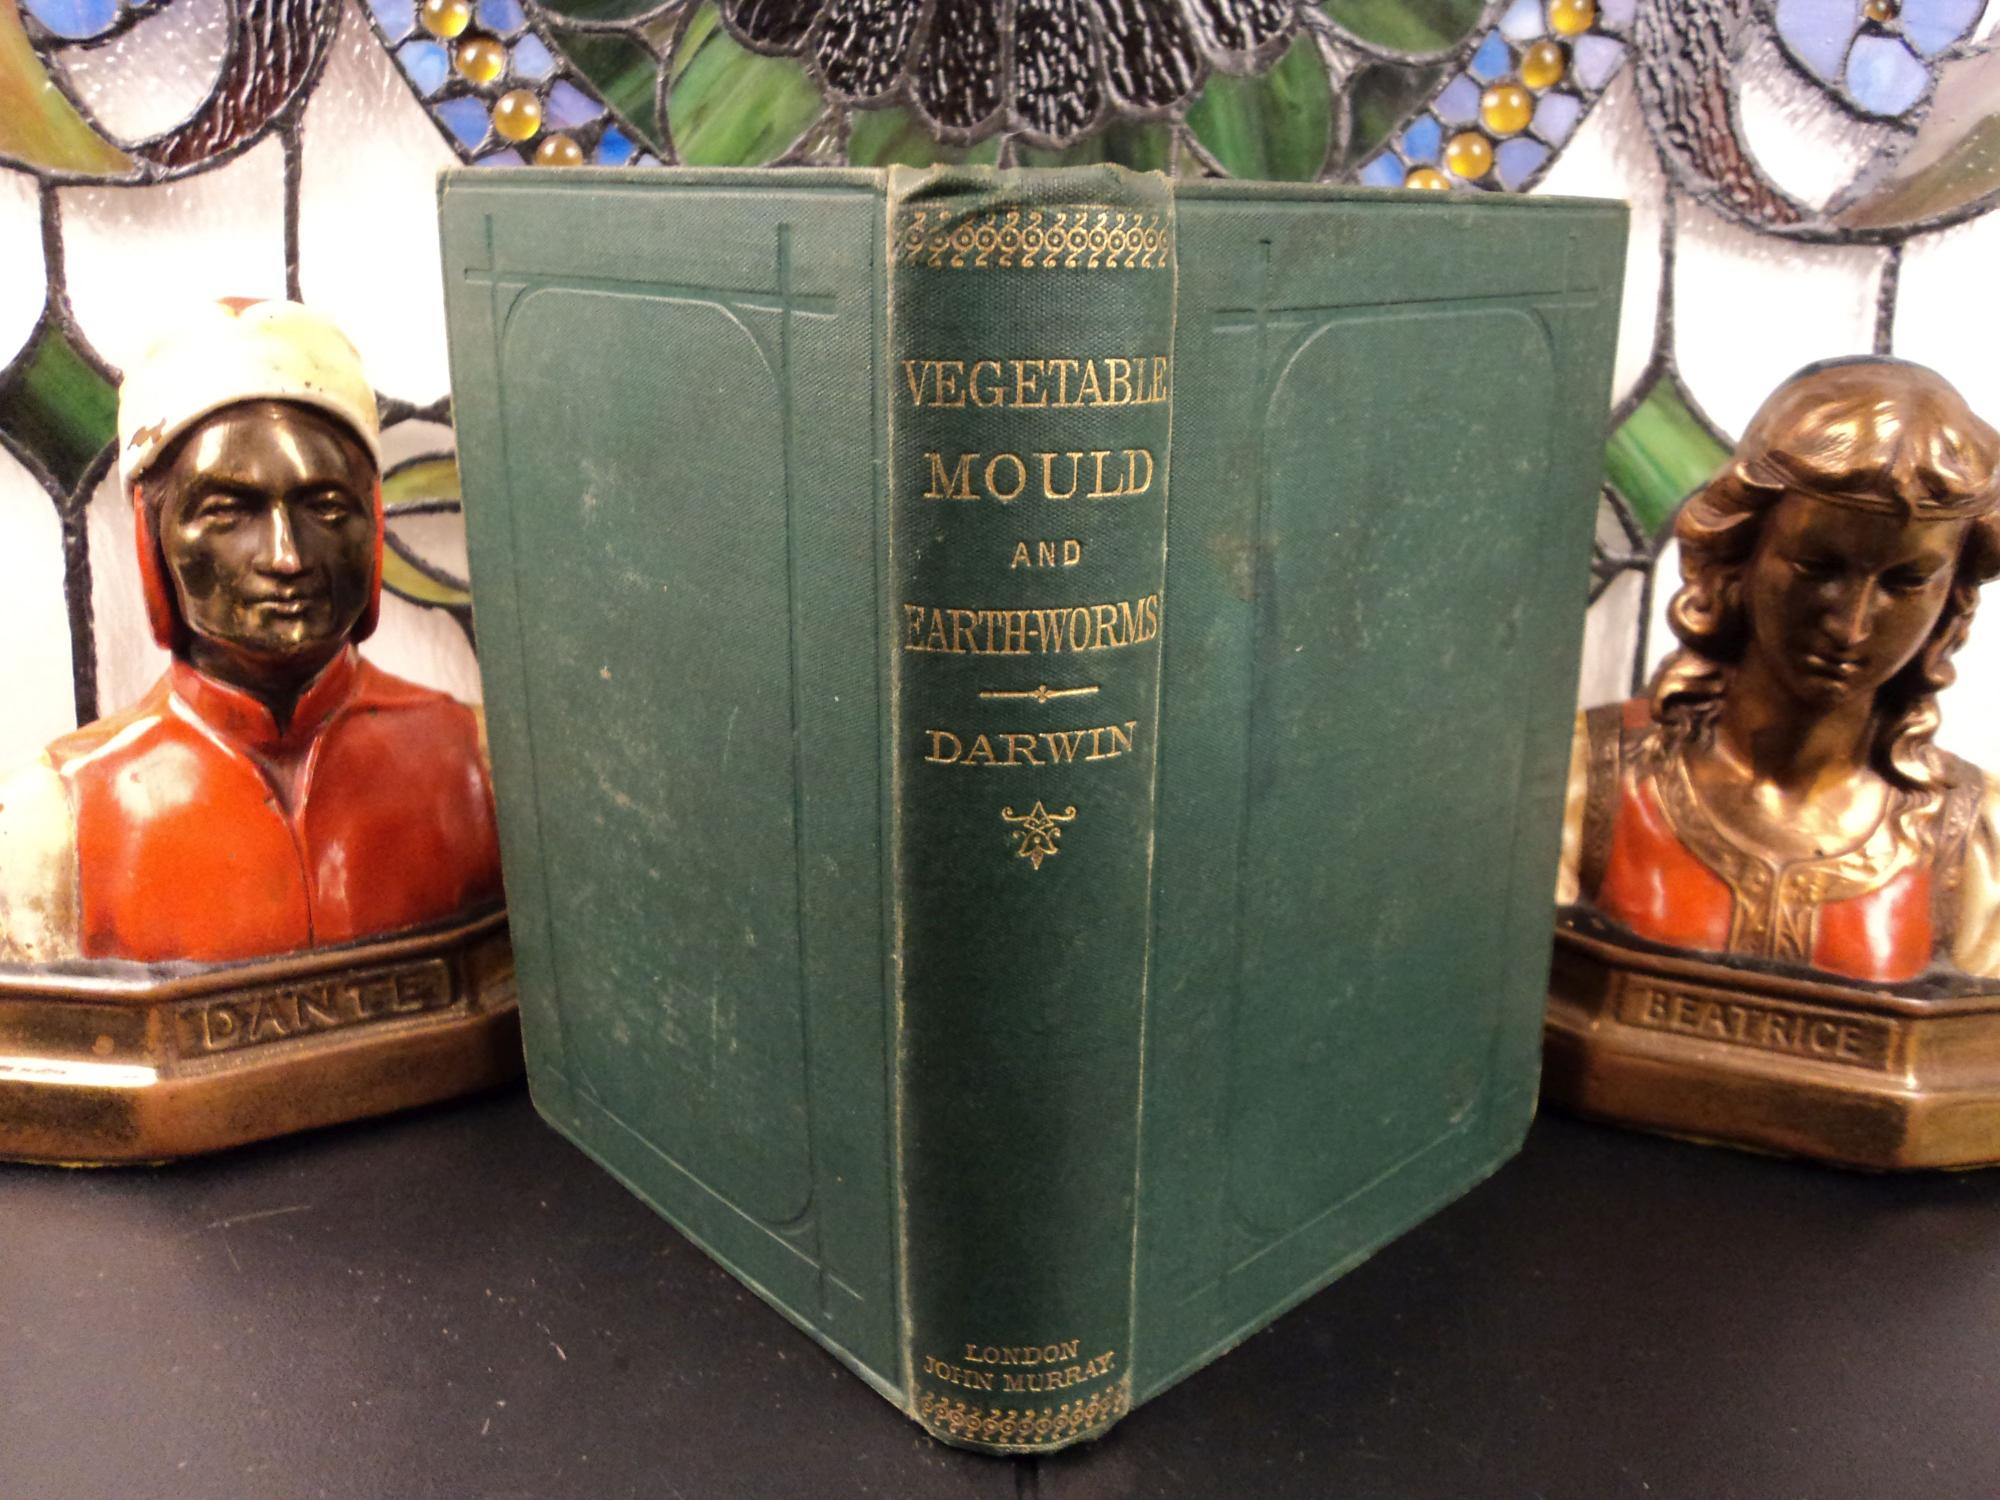 VEGETABLE
MOULD
AND
EARTH-WORMS
DARWIN
LONDON
JOHN MURRAY.
DANTE
BEATRICE